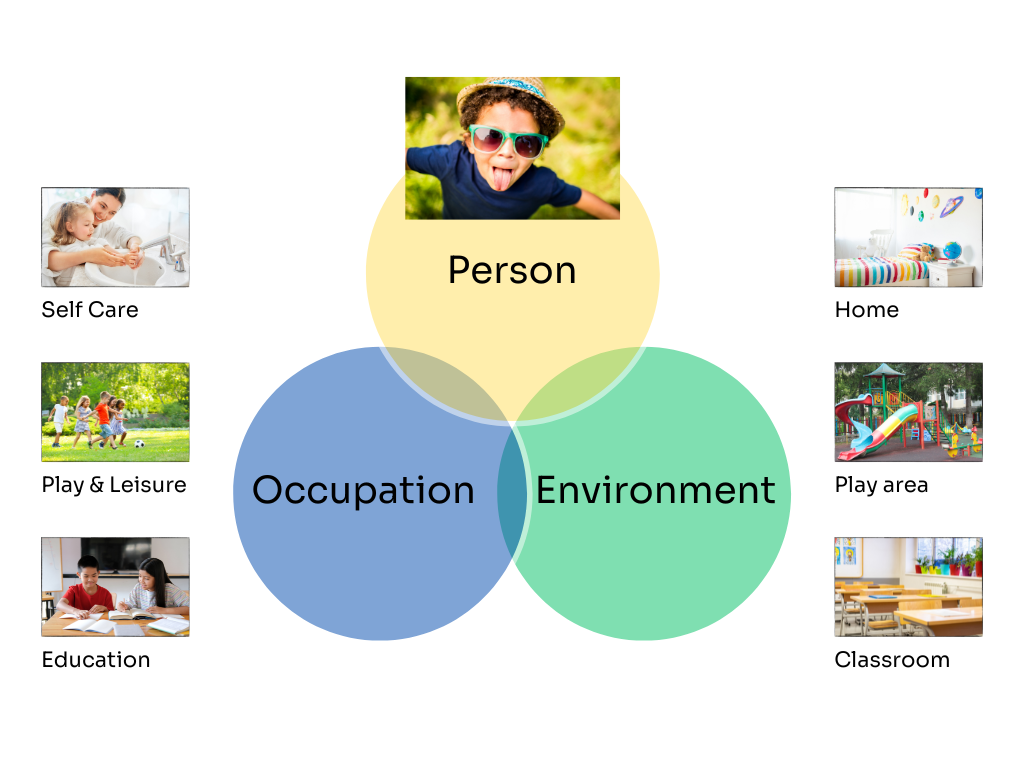 Person
Self Care
Home
Play & Leisure
Play area
Occupation
Environment
Education
Classroom